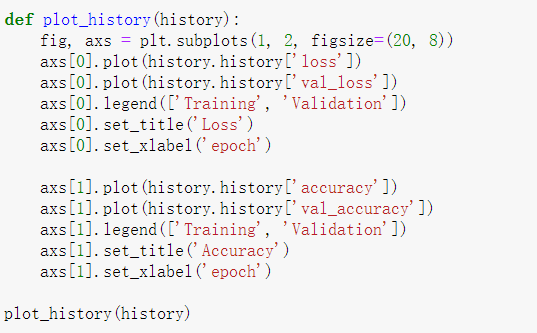 def plot_history(history):
    fig, axs = plt.subplots(1, 2, figsize=(20, 8))
    axs[0].plot(history.history['loss'])
    axs[0].plot(history.history['val_loss'])
    axs[0].legend(['Training', 'Validation'])
    axs[0].set_title('Loss')
    axs[0].set_xlabel('epoch')

    axs[1].plot(history.history['accuracy'])
    axs[1].plot(history.history['val_accuracy'])
    axs[1].legend(['Training', 'Validation'])
    axs[1].set_title('Accuracy')
    axs[1].set_xlabel('epoch')

plot_history(history)